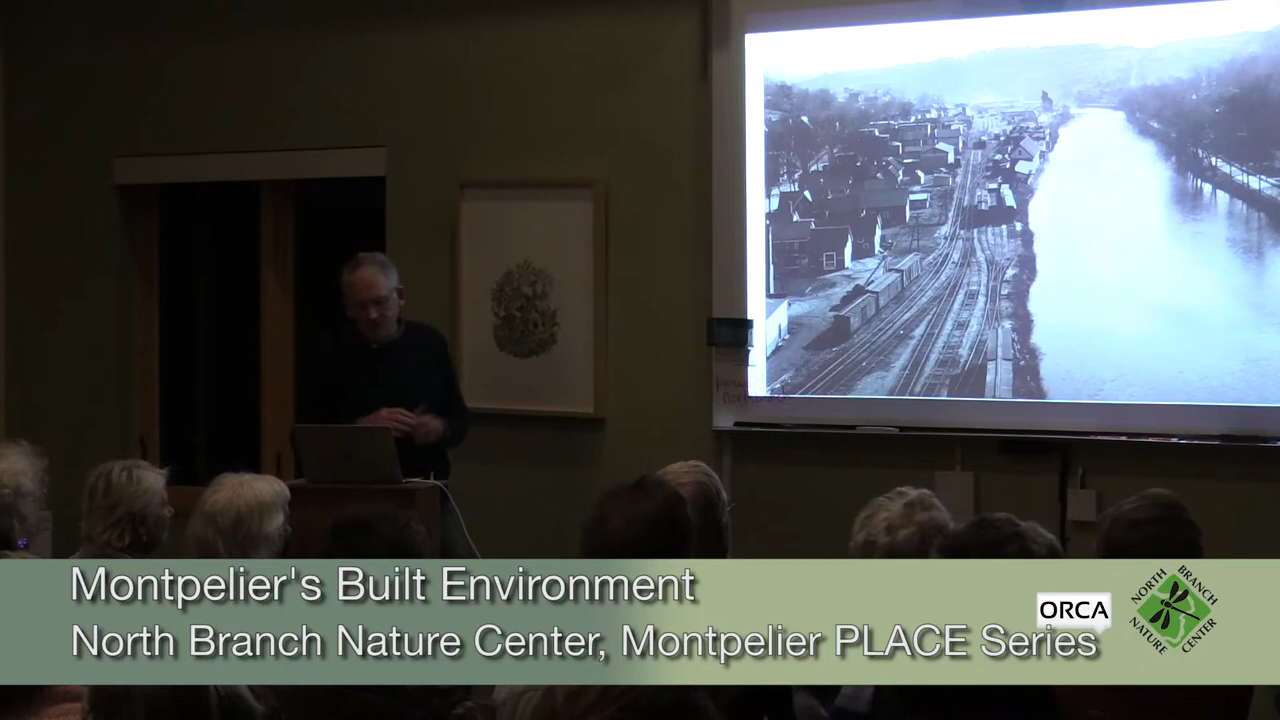 Montpelier's Built Environment
North Branch Nature Center, Montpelier PLACE Series
ORCA
NORTH BRANCH
NATURE CENTER